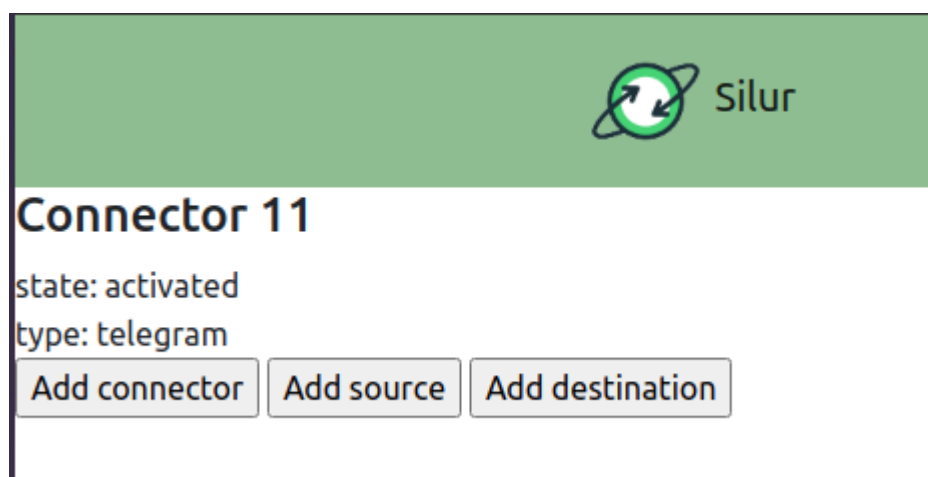 Silur
Connector 11
state: activated
type: telegram
Add connector Add source Add destination